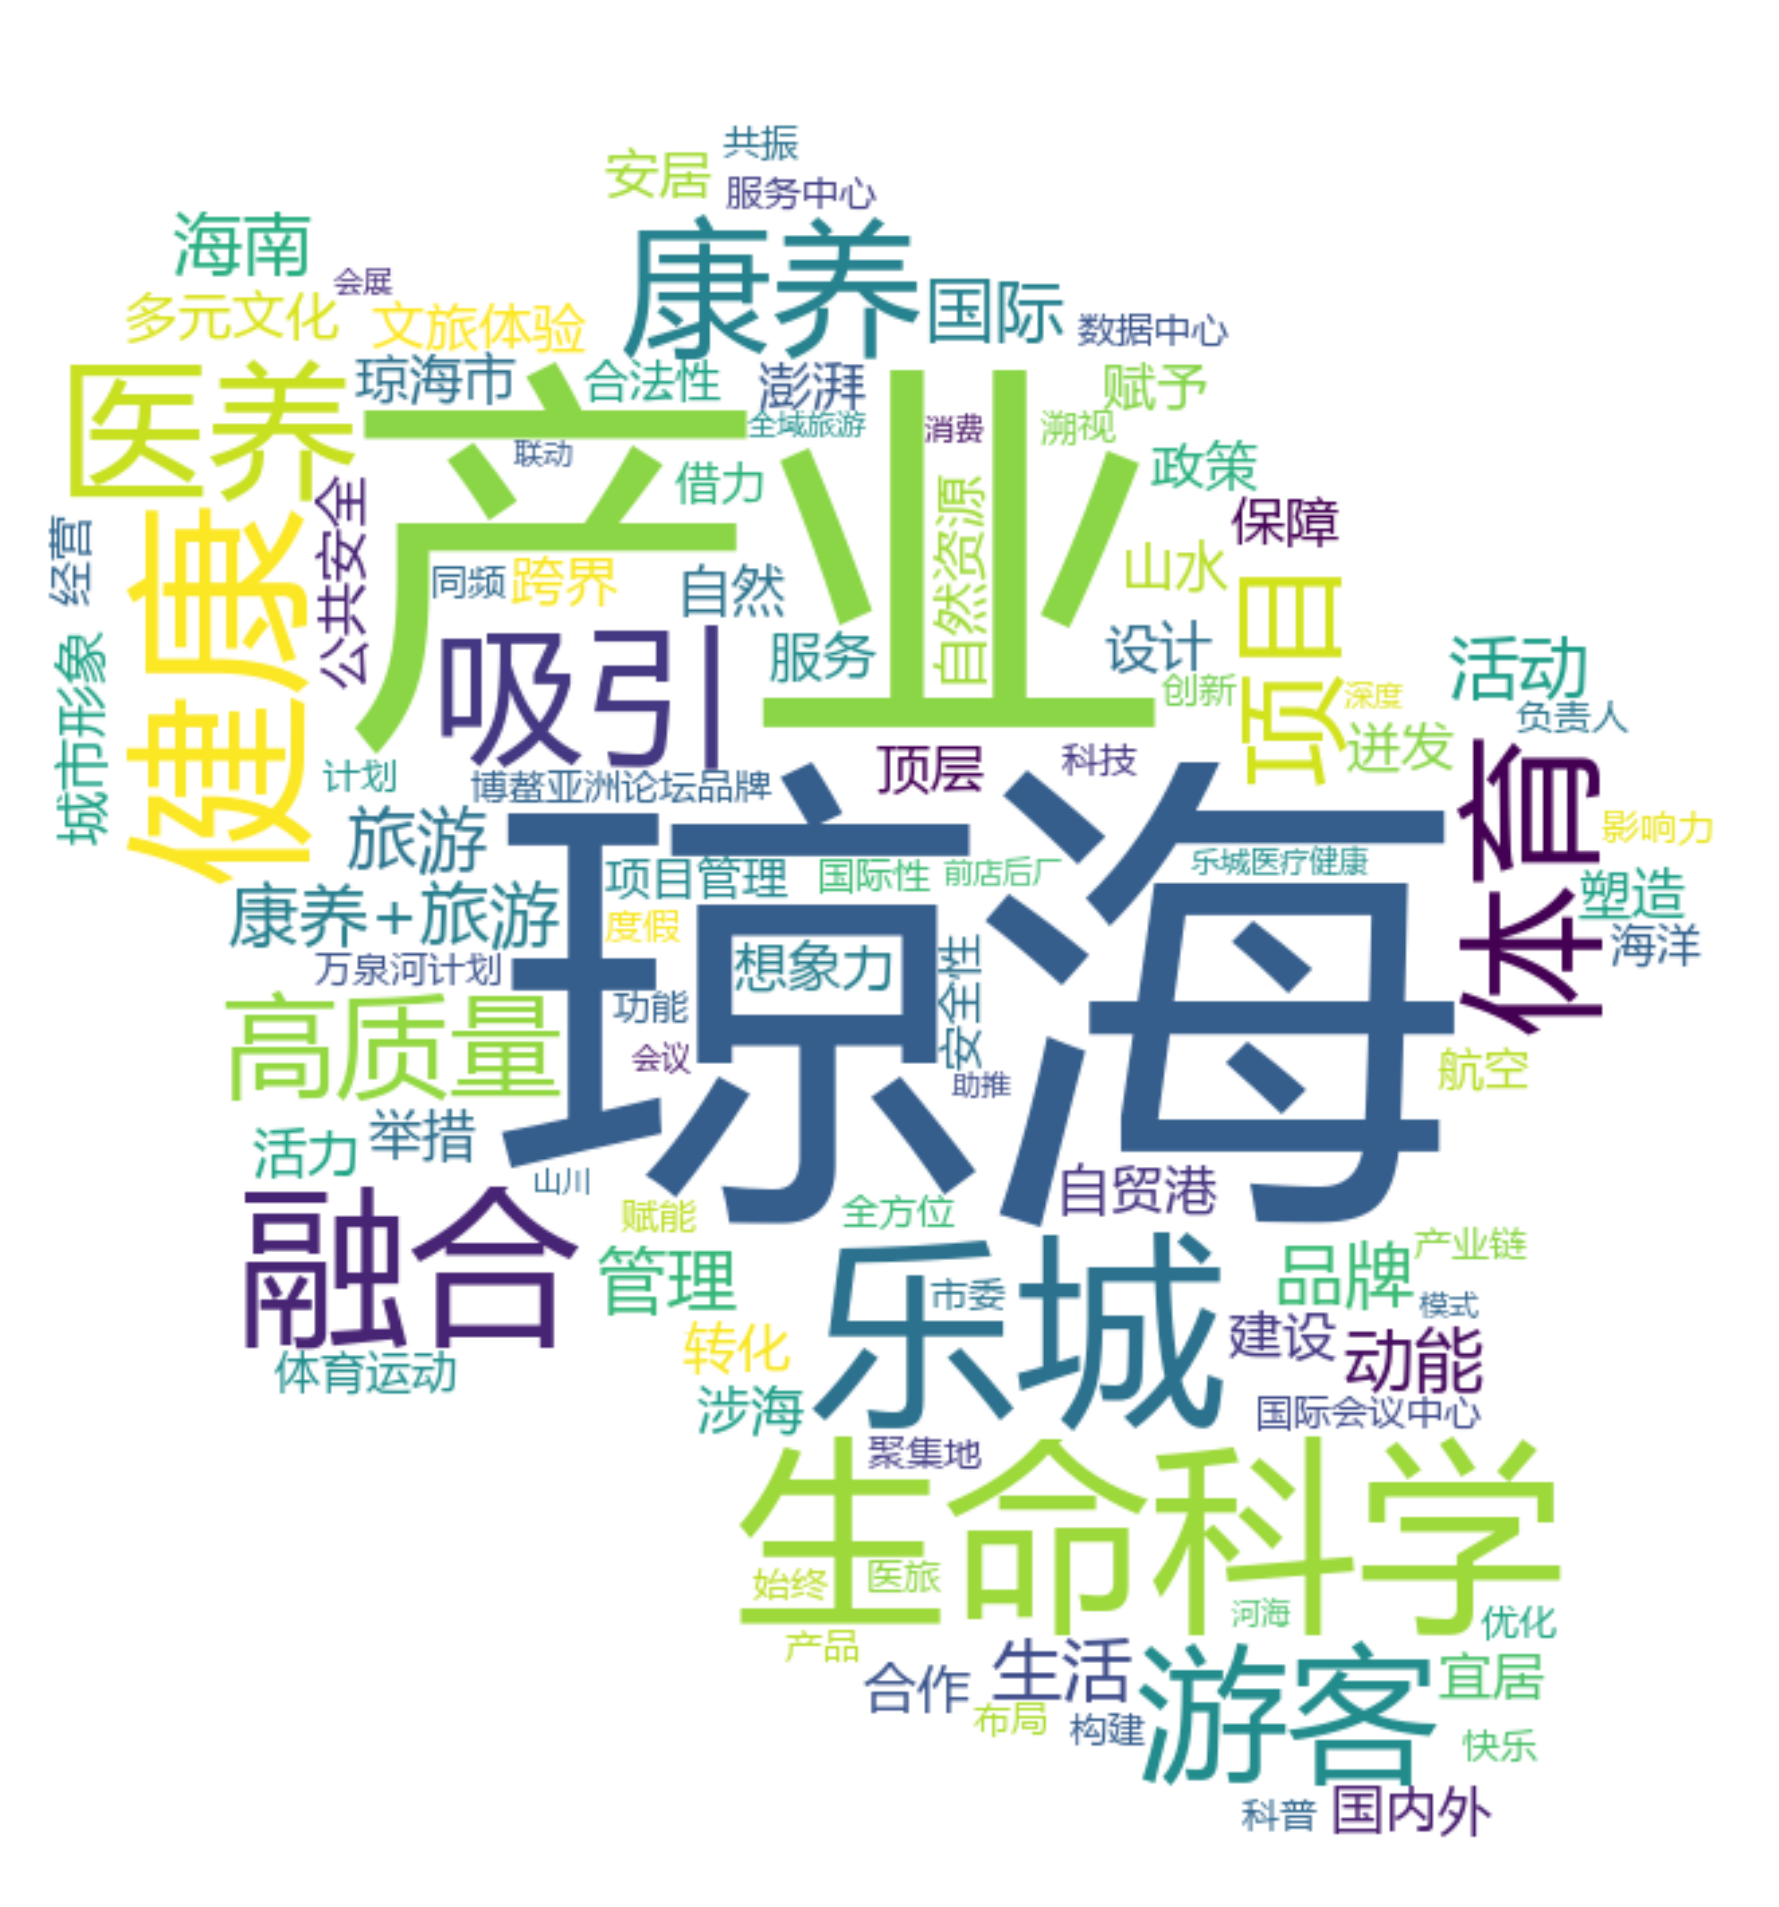 共振
安居
服务中心
海南
康养
会展
国际
多元文化
文旅体验
数据中心
医养
琼海市
合法性
澎湃
赋予
产业
全域旅游
消费
溯视
联动
借力
政策
自然资源
公共安全
保障
经营
健康
同频
跨界
自然
山水
项目
吸引
服务
设计
城市形象
活动
创新
深度
负责人
迸发
计划
博鳌亚洲论坛品牌
顶层
科技
体育
琼海
旅游
影响力
项目管理
国际性
前店后厂
乐城医疗健康
塑造
康养+旅游
度假
海洋
万泉河计划
想象力
安全性
高质量
功能
会议
航空
助推
活力
举措
山川
自贸港
融合
赋能
全方位
管理
乐城
市委
品牌
产业链
模式
转化
建设
动能
体育运动
涉海
国际会议中心
聚集地
生命科学
始终
医旅
河海
优化
产品
合作
生活
游客
宜居
布局
构建
快乐
科普
国内外